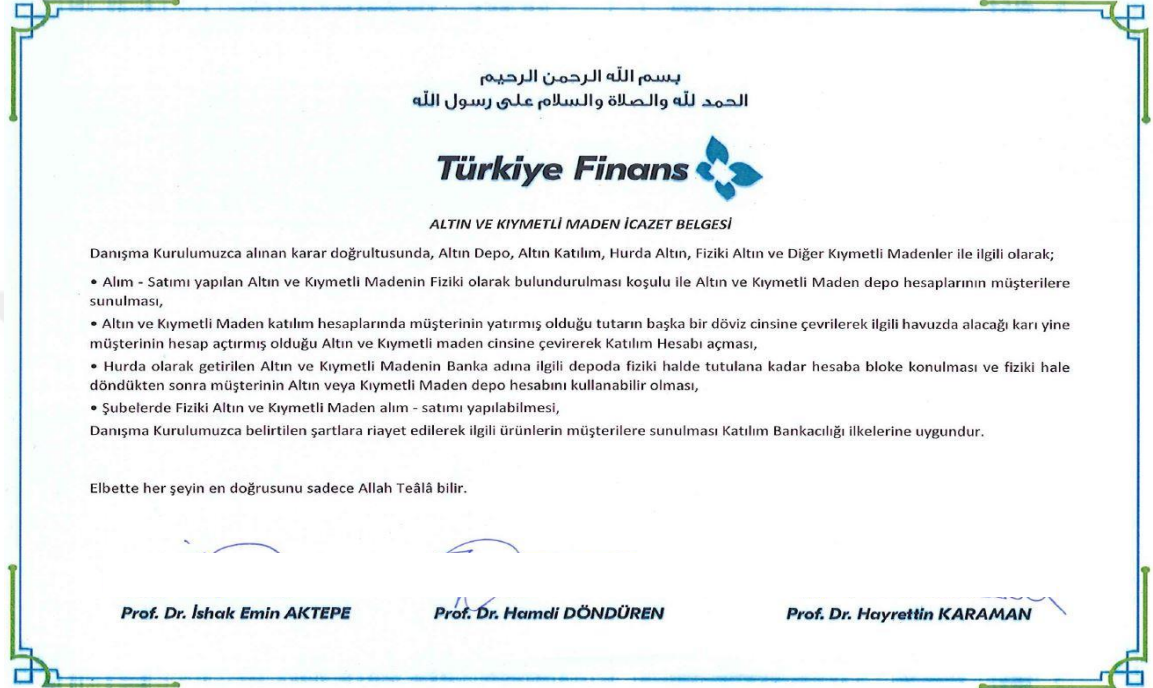 بسم الله الرحمن الرحيم
الحمد لله والصلاة والسلام على رسول الله
Türkiye Finans
ALTIN VE KIYMETLİ MADEN İCAZET BELGESİ
Danışma Kurulumuzca alınan karar doğrultusunda, Altın Depo, Altın Katılım, Hurda Altın, Fiziki Altın ve Diğer Kıymetli Madenler ile ilgili olarak;
• Alım - Satımı yapılan Altın ve Kıymetli Madenin Fiziki olarak bulundurulması koşulu ile Altın ve Kıymetli Maden depo hesaplarının müşterilere
sunulması,
• Altın ve Kıymetli Maden katılım hesaplarında müşterinin yatırmış olduğu tutarın başka bir döviz cinsine çevrilerek ilgili havuzda alacağı karı yine
müşterinin hesap açtırmış olduğu Altın ve Kıymetli maden cinsine çevirerek Katılım Hesabı açması,
• Hurda olarak getirilen Altın ve Kıymetli Madenin Banka adına ilgili depoda fiziki halde tutulana kadar hesaba bloke konulması ve fiziki hale
döndükten sonra müşterinin Altın veya Kıymetli Maden depo hesabını kullanabilir olması,
• Şubelerde Fiziki Altın ve Kıymetli Maden alım - satımı yapılabilmesi,
Danışma Kurulumuzca belirtilen şartlara riayet edilerek ilgili ürünlerin müşterilere sunulması Katılım Bankacılığı ilkelerine uygundur.
Elbette her şeyin en doğrusunu sadece Allah Teâlâ bilir.
Prof. Dr. İshak Emin AKTEPE Prof. Dr. Hamdi DÖNDÜREN Prof. Dr. Hayrettin KARAMAN